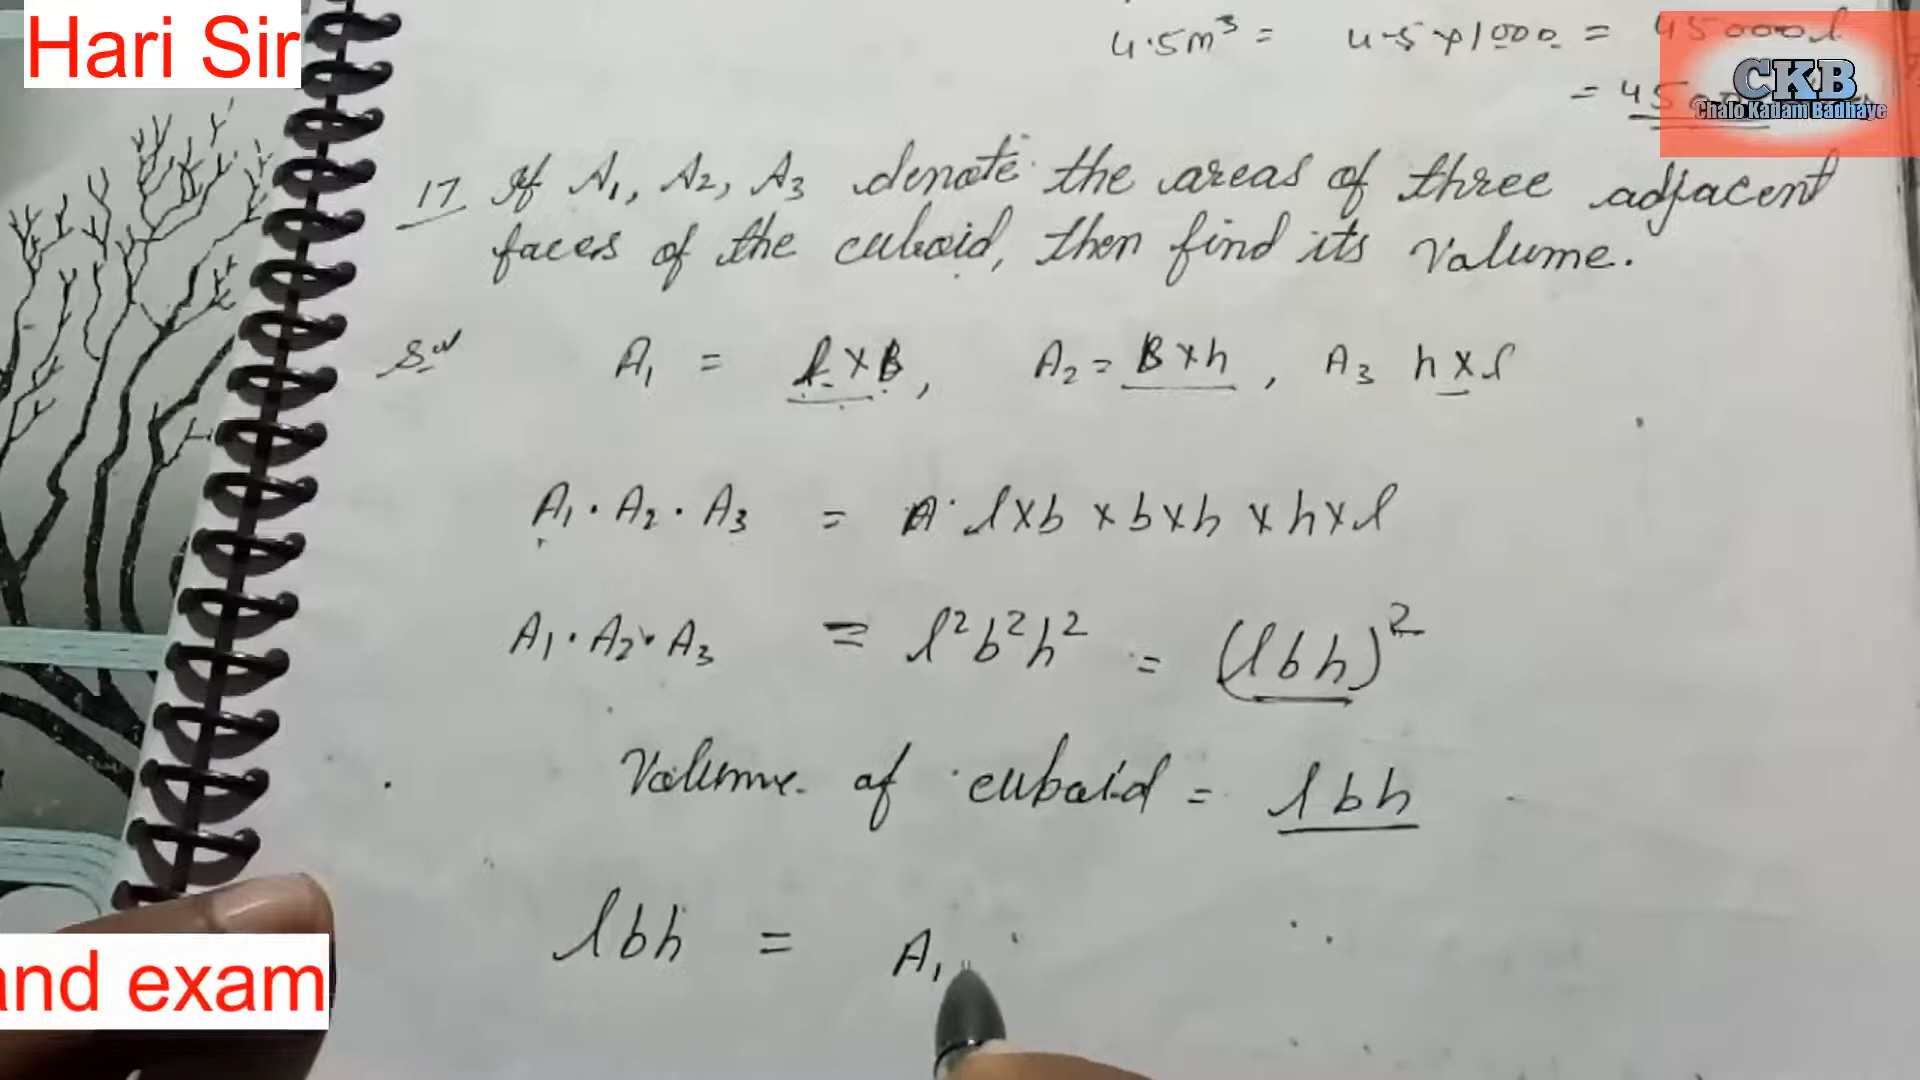 Hari Sir
4.5m³ = 4.5 × 1000 = 45000l
CKB
Chalo Kadam Badhaye
17 If A₁, A₂, A₃ denote the areas of three adjacent
faces of the cuboid, then find its Volume.
Sol A₁ = l × B, A₂ = B × h, A₃ h × l
A₁ . A₂ . A₃ = l × b × b × h × h × l
A₁ . A₂ . A₃ = l²b²h² = (lbh)²
Volume of cuboid = lbh
lbh = A₁
and exam